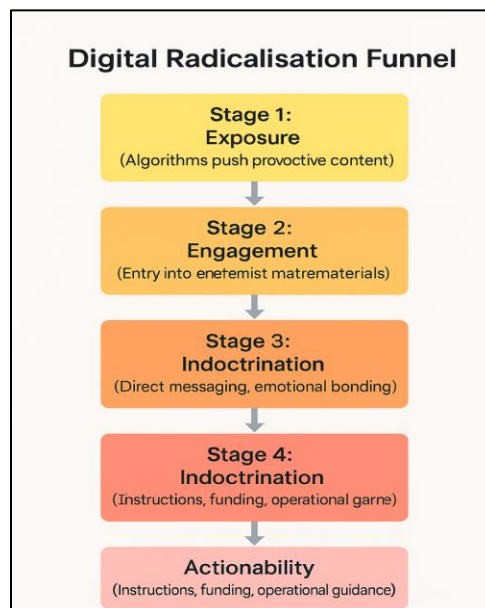 Digital Radicalisation Funnel
Stage 1:
Exposure
(Algorithms push provoctive content)
Stage 2:
Engagement
(Entry into enetemist matrematerials)
Stage 3:
Indoctrination
(Direct messaging, emotional bonding)
Stage 4:
Indoctrination
(Instructions, funding, operational garne)
Actionability
(Instructions, funding, operational guidance)